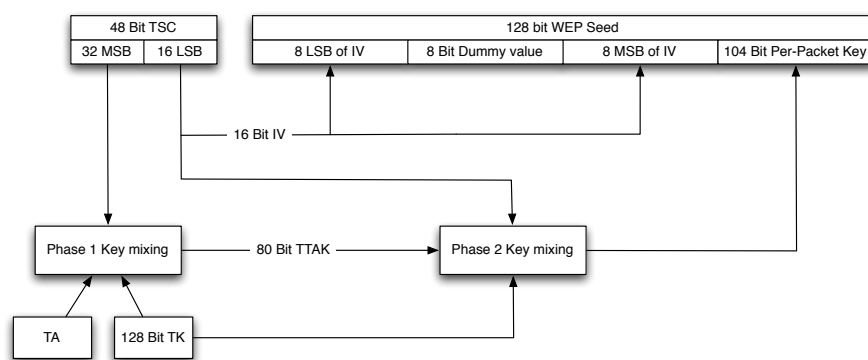 48 Bit TSC
128 bit WEP Seed
32 MSB
16 LSB
8 LSB of IV
8 Bit Dummy value
8 MSB of IV
104 Bit Per-Packet Key
16 Bit IV
Phase 1 Key mixing
80 Bit TTAK
Phase 2 Key mixing
TA
128 Bit TK